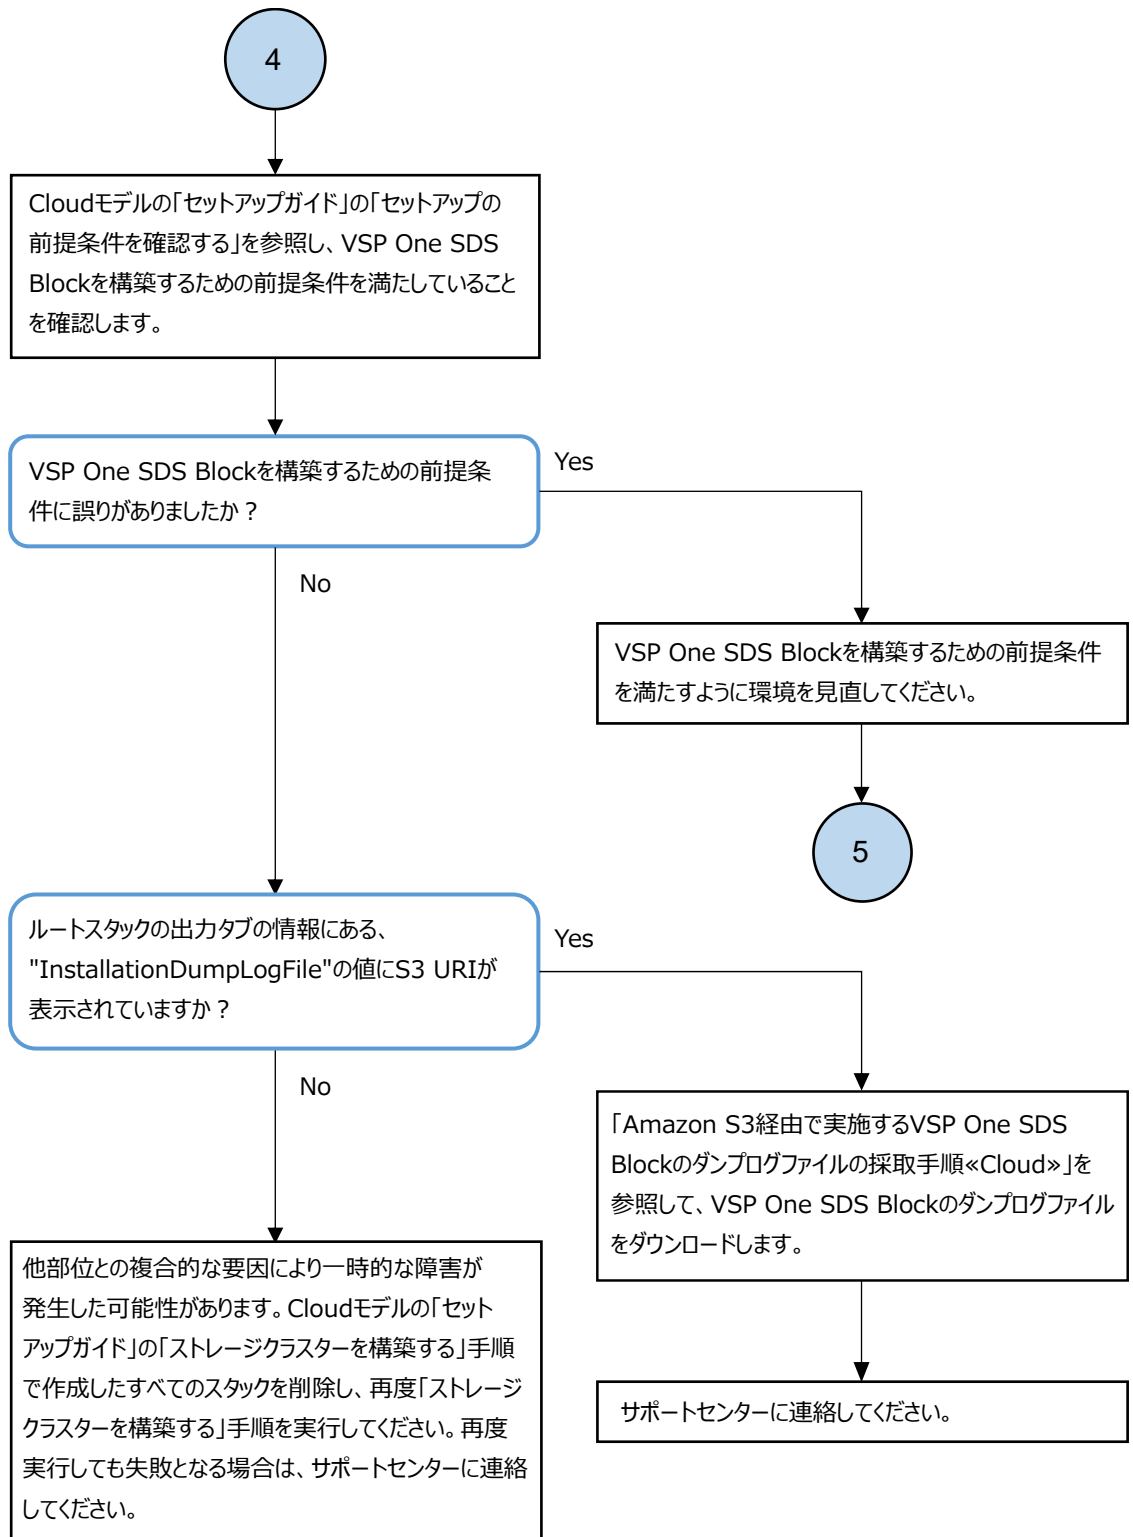 4
Cloudモデルの「セットアップガイド」の「セットアップの
前提条件を確認する」を参照し、VSP One SDS
Blockを構築するための前提条件を満たしていること
を確認します。
VSP One SDS Blockを構築するための前提条
件に誤りがありましたか？
Yes
No
VSP One SDS Blockを構築するための前提条件
を満たすように環境を見直してください。
5
ルートスタックの出力タブの情報にある、
"InstallationDumpLogFile"の値にS3 URIが
表示されていますか？
Yes
No
「Amazon S3経由で実施するVSP One SDS
Blockのダンプログファイルの採取手順«Cloud»」を
参照して、VSP One SDS Blockのダンプログファイル
をダウンロードします。
他部位との複合的な要因により一時的な障害が
発生した可能性があります。Cloudモデルの「セット
アップガイド」の「ストレージクラスターを構築する」手順
で作成したすべてのスタックを削除し、再度「ストレージ
クラスターを構築する」手順を実行してください。再度
実行しても失敗となる場合は、サポートセンターに連絡
してください。
サポートセンターに連絡してください。